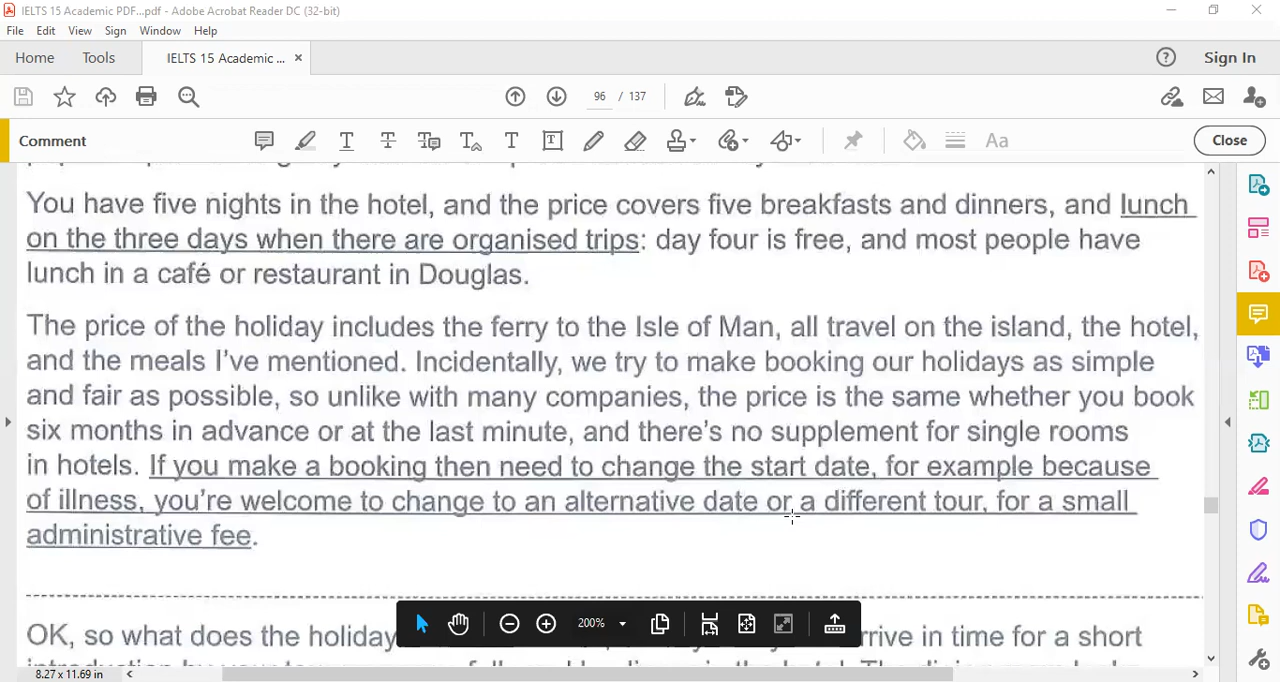 IELTS 15 Academic PDF...pdf - Adobe Acrobat Reader DC (32-bit)
File Edit View Sign Window Help
Home Tools IELTS 15 Academic ... × Sign In
96 / 137
Comment Close
You have five nights in the hotel, and the price covers five breakfasts and dinners, and lunch
on the three days when there are organised trips: day four is free, and most people have
lunch in a café or restaurant in Douglas.
The price of the holiday includes the ferry to the Isle of Man, all travel on the island, the hotel,
and the meals I've mentioned. Incidentally, we try to make booking our holidays as simple
and fair as possible, so unlike with many companies, the price is the same whether you book
six months in advance or at the last minute, and there's no supplement for single rooms
in hotels. If you make a booking then need to change the start date, for example because
of illness, you're welcome to change to an alternative date or a different tour, for a small
administrative fee.
200%
OK, so what does the holiday rrive in time for a short
8.27 x 11.69 in